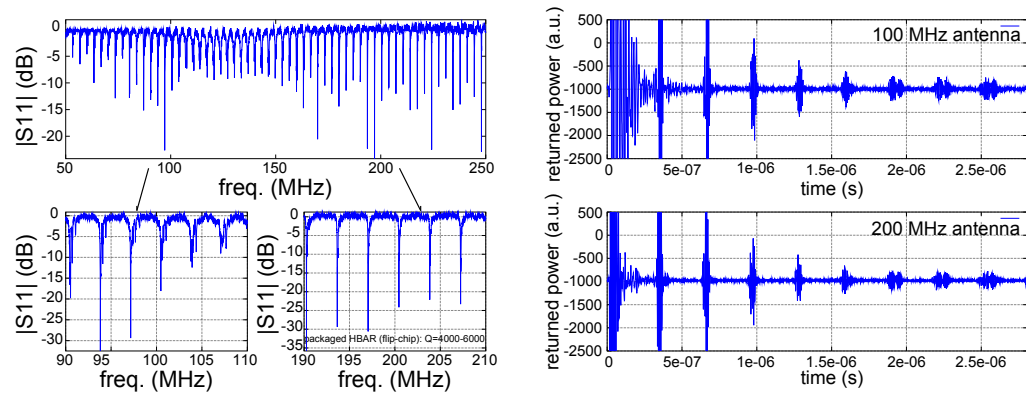 0
-5
-10
-15
-20
|S11| (dB)
50 100 150 200 250
freq. (MHz)
0
-5
-10
-15
-20
-25
-30
|S11| (dB)
90 95 100 105 110
freq. (MHz)
0
-5
-10
-15
-20
-25
-30
-35
|S11| (dB)
packaged HBAR (flip-chip): Q=4000-6000
190 195 200 205 210
freq. (MHz)
500
0
-500
-1000
-1500
-2000
-2500
returned power (a.u.)
100 MHz antenna
0 5e-07 1e-06 1.5e-06 2e-06 2.5e-06
time (s)
500
0
-500
1000
-1500
-2000
-2500
returned power (a.u.)
200 MHz antenna
0 5e-07 1e-06 1.5e-06 2e-06 2.5e-06
time (s)